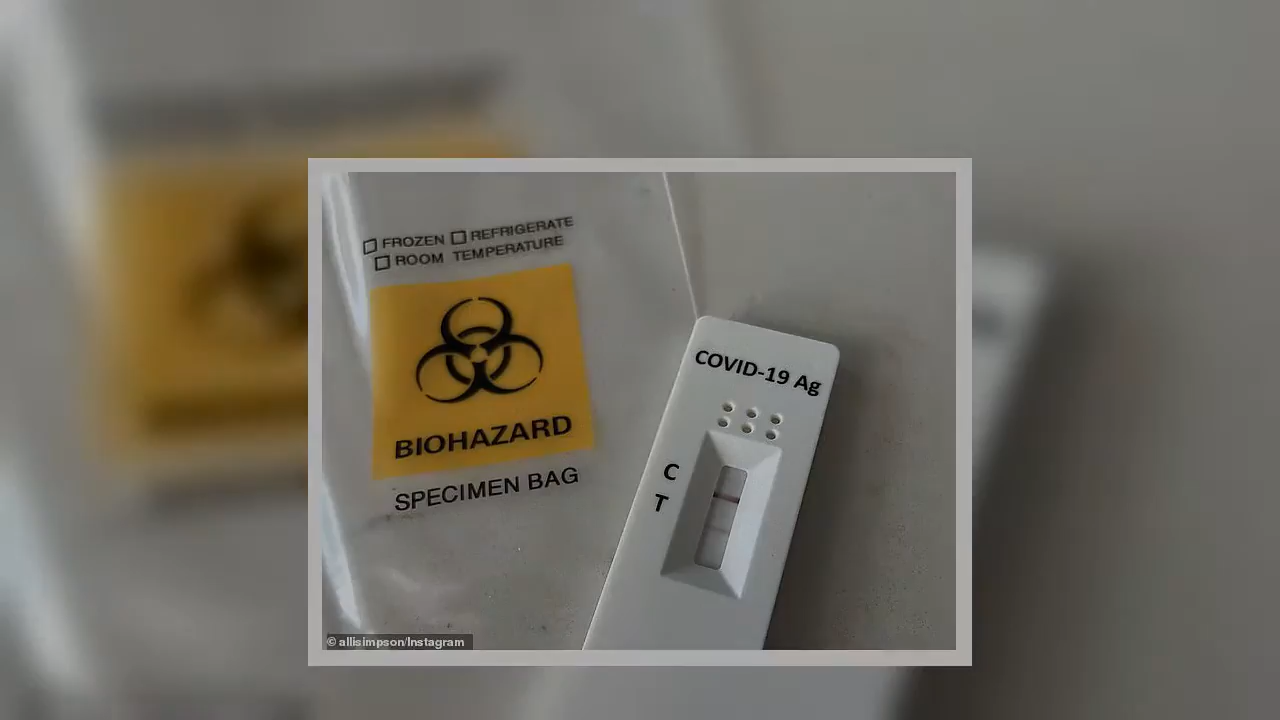 FROZEN REFRIGERATE
ROOM TEMPERATURE
BIOHAZARD
SPECIMEN BAG
COVID-19 Ag
C
T
© allisimpson/Instagram